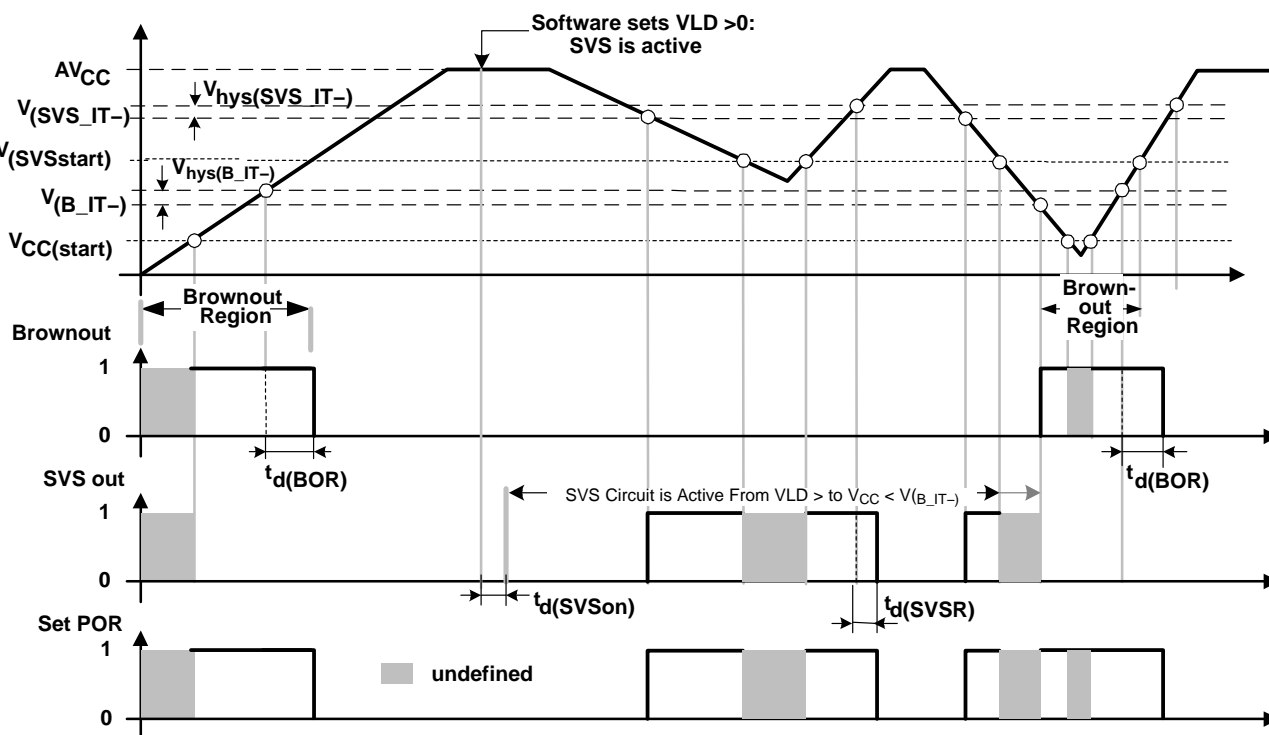 Software sets VLD >0:
SVS is active
AVCC
Vhys(SVS_IT–)
V(SVS_IT–)
V(SVSstart)
Vhys(B_IT–)
V(B_IT–)
VCC(start)
Brownout
Region
Brown-
out
Region
Brownout
1
0
td(BOR)
td(BOR)
SVS out
SVS Circuit is Active From VLD > to VCC < V(B_IT–)
1
0
td(SVSon)
td(SVSR)
Set POR
1
undefined
0